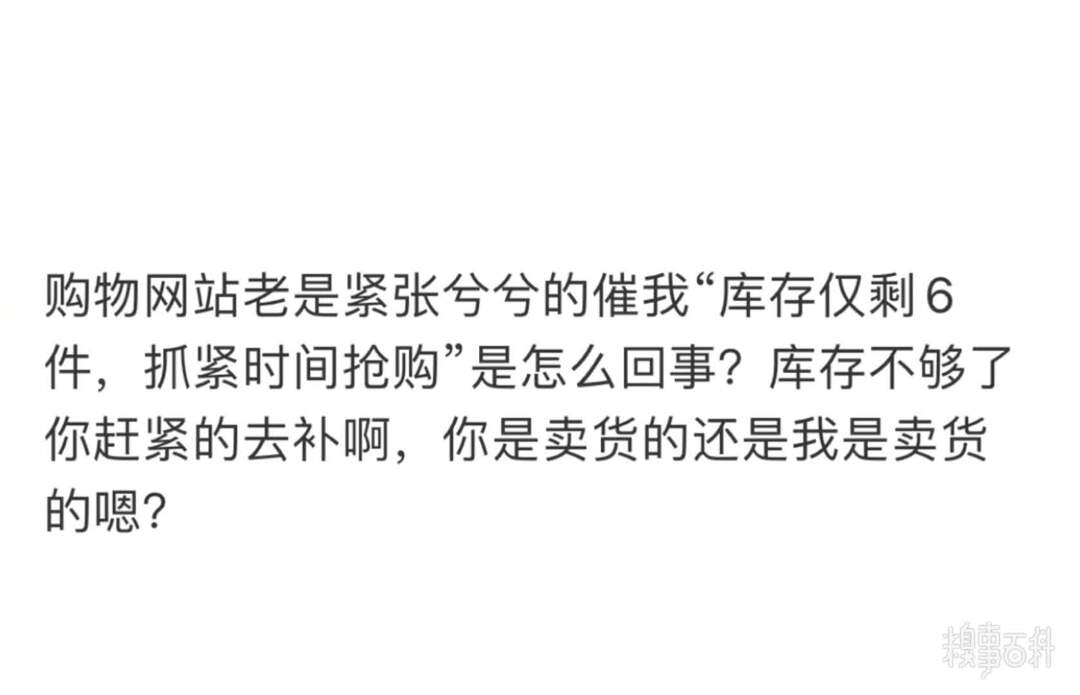 购物网站老是紧张兮兮的催我“库存仅剩6
件，抓紧时间抢购”是怎么回事？库存不够了
你赶紧的去补啊，你是卖货的还是我是卖货
的嗯？
糗事百科